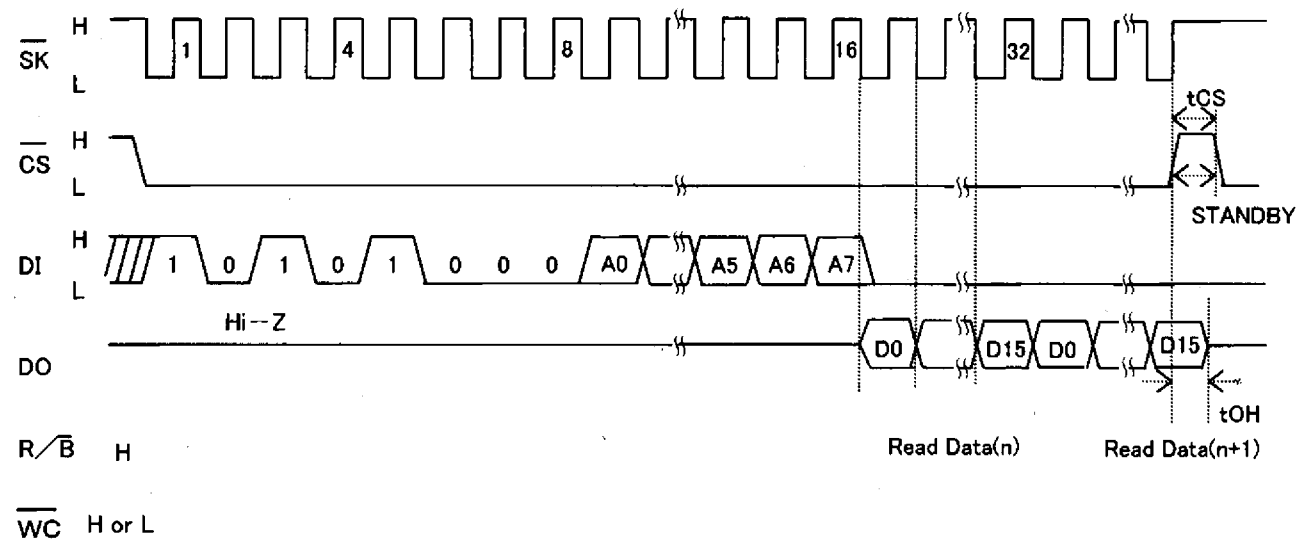 H
SK
L
1 4 8 16 32
tCS
H
CS
L
STANDBY
H
DI
L
1 0 1 0 1 0 0 0 A0 A5 A6 A7
Hi--Z
DO
D0 D15 D0 D15
tOH
R/B H
Read Data(n) Read Data(n+1)
WC H or L